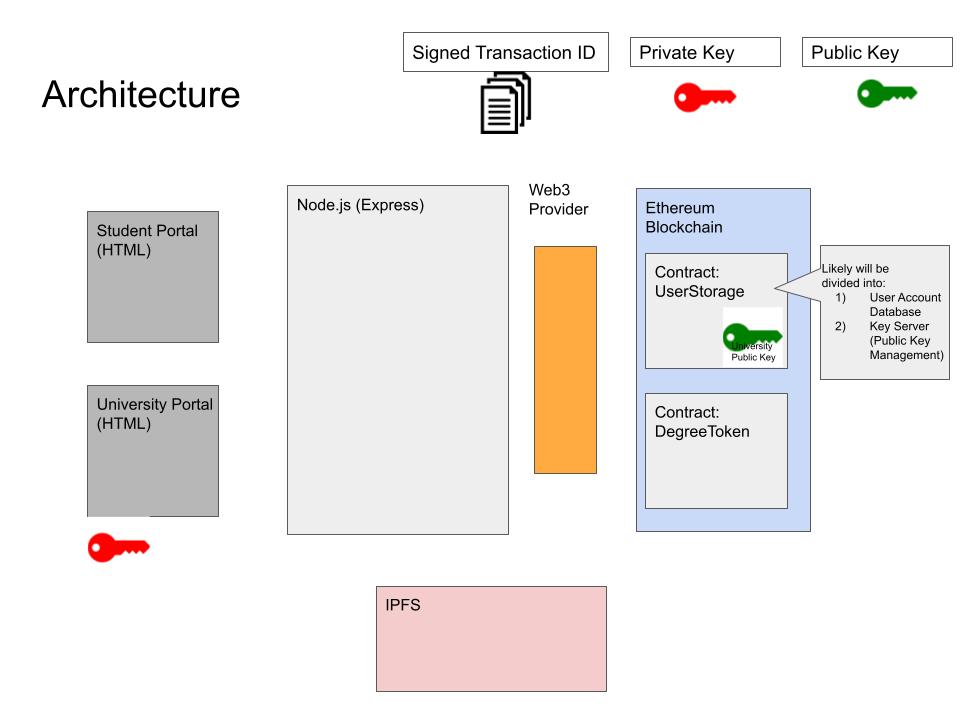 Signed Transaction ID
Private Key
Public Key
Architecture
Student Portal
(HTML)
University Portal
(HTML)
Node.js (Express)
Web3
Provider
Ethereum
Blockchain
Contract:
UserStorage
University
Public Key
Contract:
DegreeToken
Likely will be
divided into:
1) User Account
Database
2) Key Server
(Public Key
Management)
IPFS